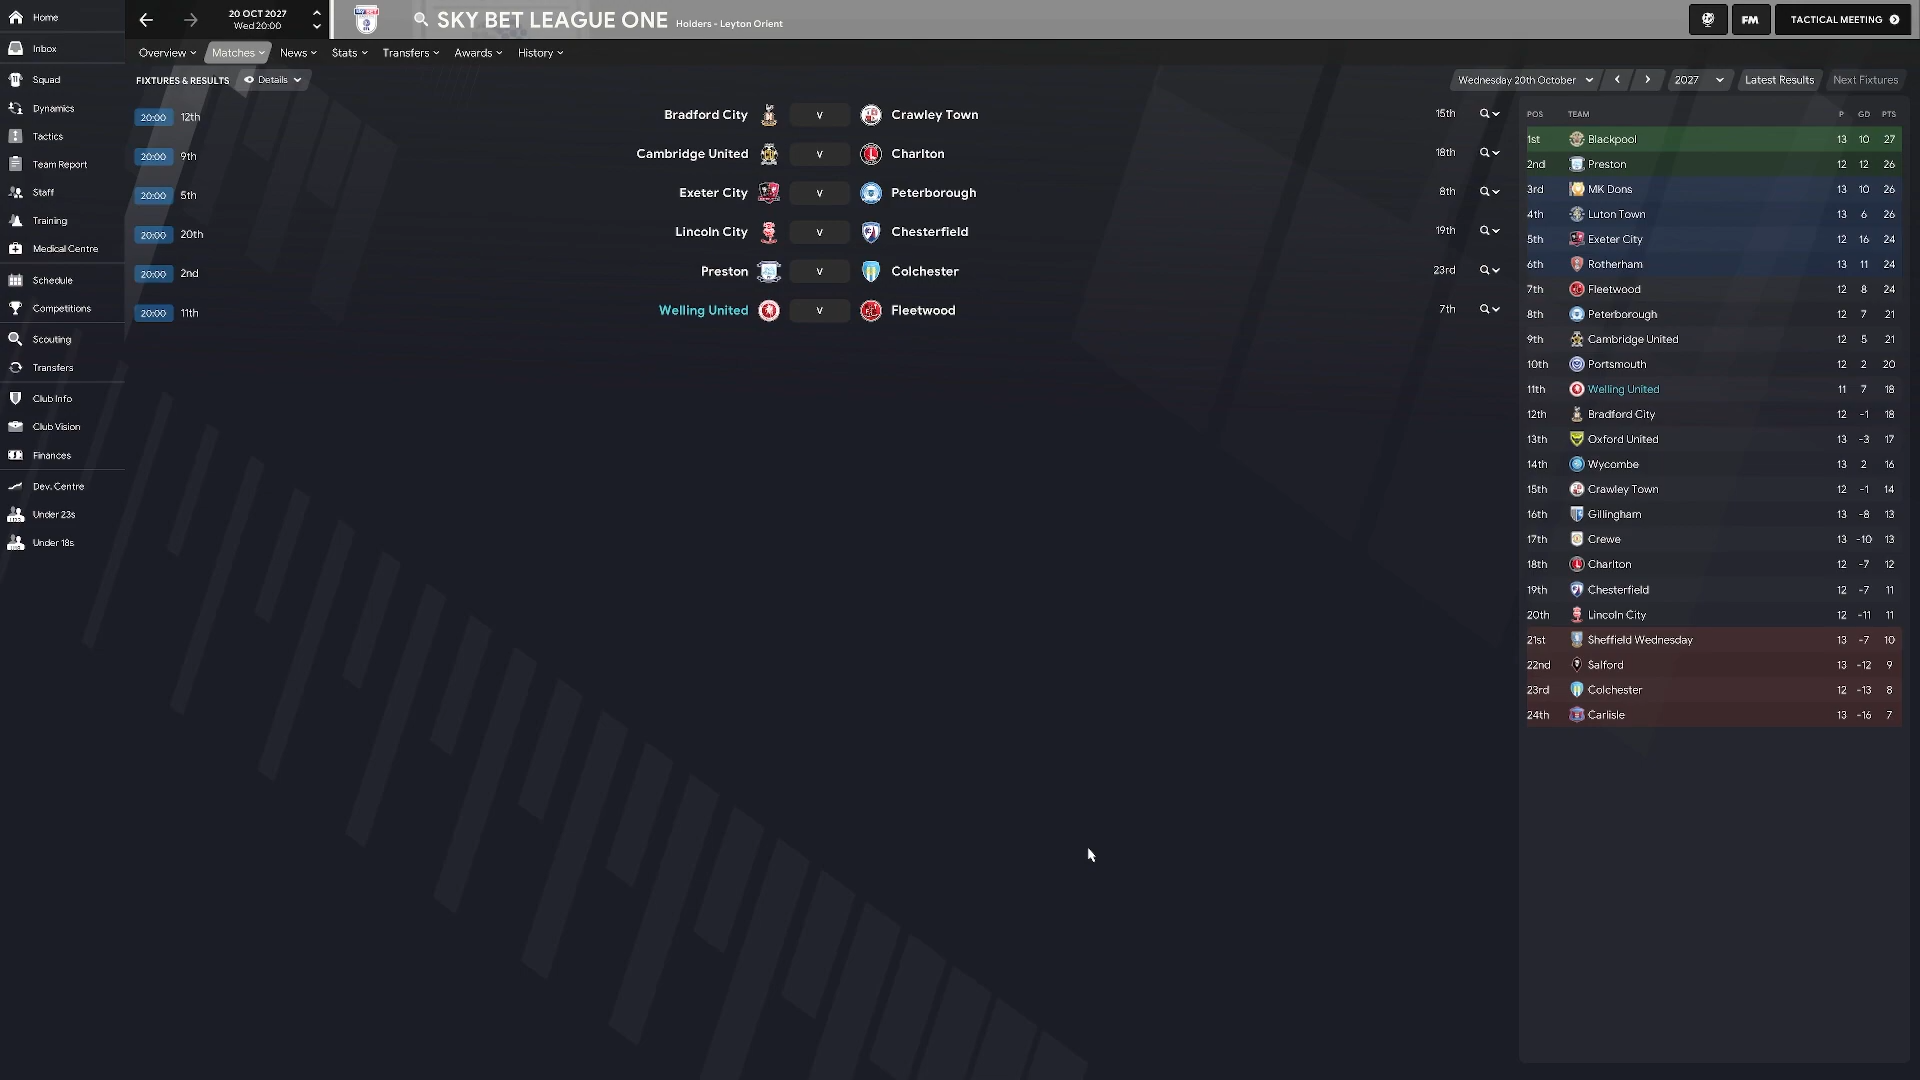 Home
Inbox
Squad
Dynamics
Tactics
Team Report
Staff
Training
Medical Centre
Schedule
Competitions
Scouting
Transfers
Club Info
Club Vision
Finances
Dev. Centre
Under 23s
Under 18s
20 OCT 2027
Wed 20:00
SKY BET LEAGUE ONE Holders - Leyton Orient
FM
TACTICAL MEETING
Overview Matches News Stats Transfers Awards History
FIXTURES & RESULTS Details
Wednesday 20th October 2027 Latest Results Next Fixtures
20:00 12th Bradford City v Crawley Town 15th
20:00 9th Cambridge United v Charlton 18th
20:00 5th Exeter City v Peterborough 8th
20:00 20th Lincoln City v Chesterfield 19th
20:00 2nd Preston v Colchester 23rd
20:00 11th Welling United v Fleetwood 7th
POS TEAM P GD PTS
1st Blackpool 13 10 27
2nd Preston 12 12 26
3rd MK Dons 13 10 26
4th Luton Town 13 6 26
5th Exeter City 12 16 24
6th Rotherham 13 11 24
7th Fleetwood 12 8 24
8th Peterborough 12 7 21
9th Cambridge United 12 5 21
10th Portsmouth 12 2 20
11th Welling United 11 7 18
12th Bradford City 12 -1 18
13th Oxford United 13 -3 17
14th Wycombe 13 2 16
15th Crawley Town 12 -1 14
16th Gillingham 13 -8 13
17th Crewe 13 -10 13
18th Charlton 12 -7 12
19th Chesterfield 12 -7 11
20th Lincoln City 12 -11 11
21st Sheffield Wednesday 13 -7 10
22nd Salford 13 -12 9
23rd Colchester 12 -13 8
24th Carlisle 13 -16 7